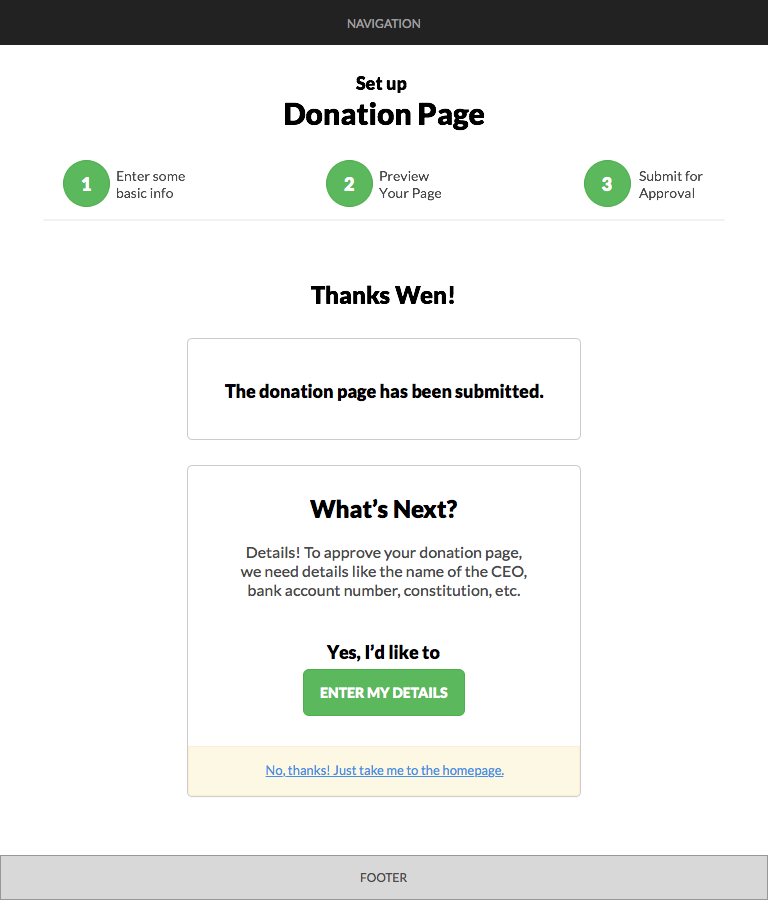 NAVIGATION
Set up
Donation Page
1 Enter some
basic info
2 Preview
Your Page
3 Submit for
Approval
Thanks Wen!
The donation page has been submitted.
What’s Next?
Details! To approve your donation page,
we need details like the name of the CEO,
bank account number, constitution, etc.
Yes, I’d like to
ENTER MY DETAILS
No, thanks! Just take me to the homepage.
FOOTER